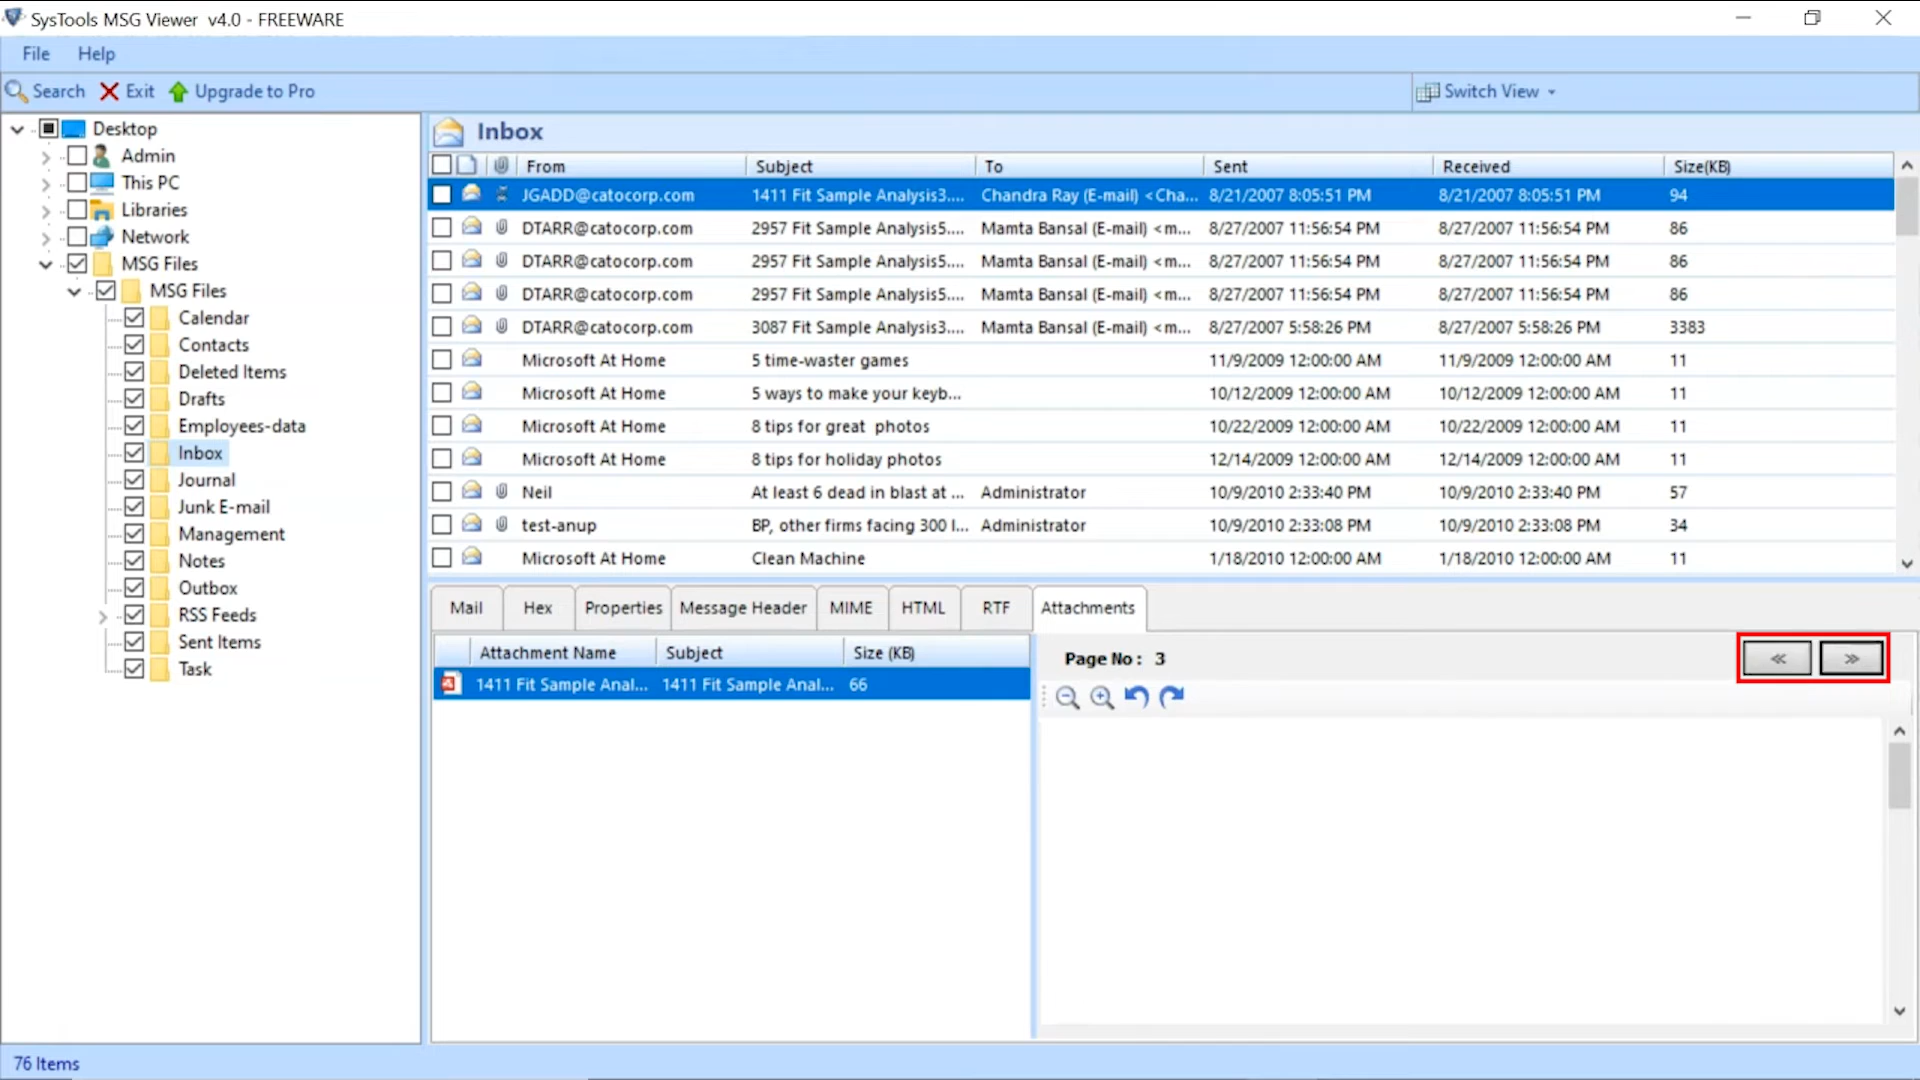 SysTools MSG Viewer v4.0 - FREEWARE
File Help
Search Exit Upgrade to Pro Switch View
Desktop
Admin
This PC
Libraries
Network
MSG Files
MSG Files
Calendar
Contacts
Deleted Items
Drafts
Employees-data
Inbox
Journal
Junk E-mail
Management
Notes
Outbox
RSS Feeds
Sent Items
Task
Inbox
From Subject To Sent Received Size(KB)
JGADD@catocorp.com 1411 Fit Sample Analysis3.... Chandra Ray (E-mail) <Cha... 8/21/2007 8:05:51 PM 8/21/2007 8:05:51 PM 94
DTARR@catocorp.com 2957 Fit Sample Analysis5.... Mamta Bansal (E-mail) <m... 8/27/2007 11:56:54 PM 8/27/2007 11:56:54 PM 86
DTARR@catocorp.com 2957 Fit Sample Analysis5.... Mamta Bansal (E-mail) <m... 8/27/2007 11:56:54 PM 8/27/2007 11:56:54 PM 86
DTARR@catocorp.com 2957 Fit Sample Analysis5.... Mamta Bansal (E-mail) <m... 8/27/2007 11:56:54 PM 8/27/2007 11:56:54 PM 86
DTARR@catocorp.com 3087 Fit Sample Analysis3.... Mamta Bansal (E-mail) <m... 8/27/2007 5:58:26 PM 8/27/2007 5:58:26 PM 3383
Microsoft At Home 5 time-waster games 11/9/2009 12:00:00 AM 11/9/2009 12:00:00 AM 11
Microsoft At Home 5 ways to make your keyb... 10/12/2009 12:00:00 AM 10/12/2009 12:00:00 AM 11
Microsoft At Home 8 tips for great photos 10/22/2009 12:00:00 AM 10/22/2009 12:00:00 AM 11
Microsoft At Home 8 tips for holiday photos 12/14/2009 12:00:00 AM 12/14/2009 12:00:00 AM 11
Neil At least 6 dead in blast at ... Administrator 10/9/2010 2:33:40 PM 10/9/2010 2:33:40 PM 57
test-anup BP, other firms facing 300 l... Administrator 10/9/2010 2:33:08 PM 10/9/2010 2:33:08 PM 34
Microsoft At Home Clean Machine 1/18/2010 12:00:00 AM 1/18/2010 12:00:00 AM 11
Mail Hex Properties Message Header MIME HTML RTF Attachments
Attachment Name Subject Size (KB)
1411 Fit Sample Anal... 1411 Fit Sample Anal... 66
Page No : 3 « »
76 Items